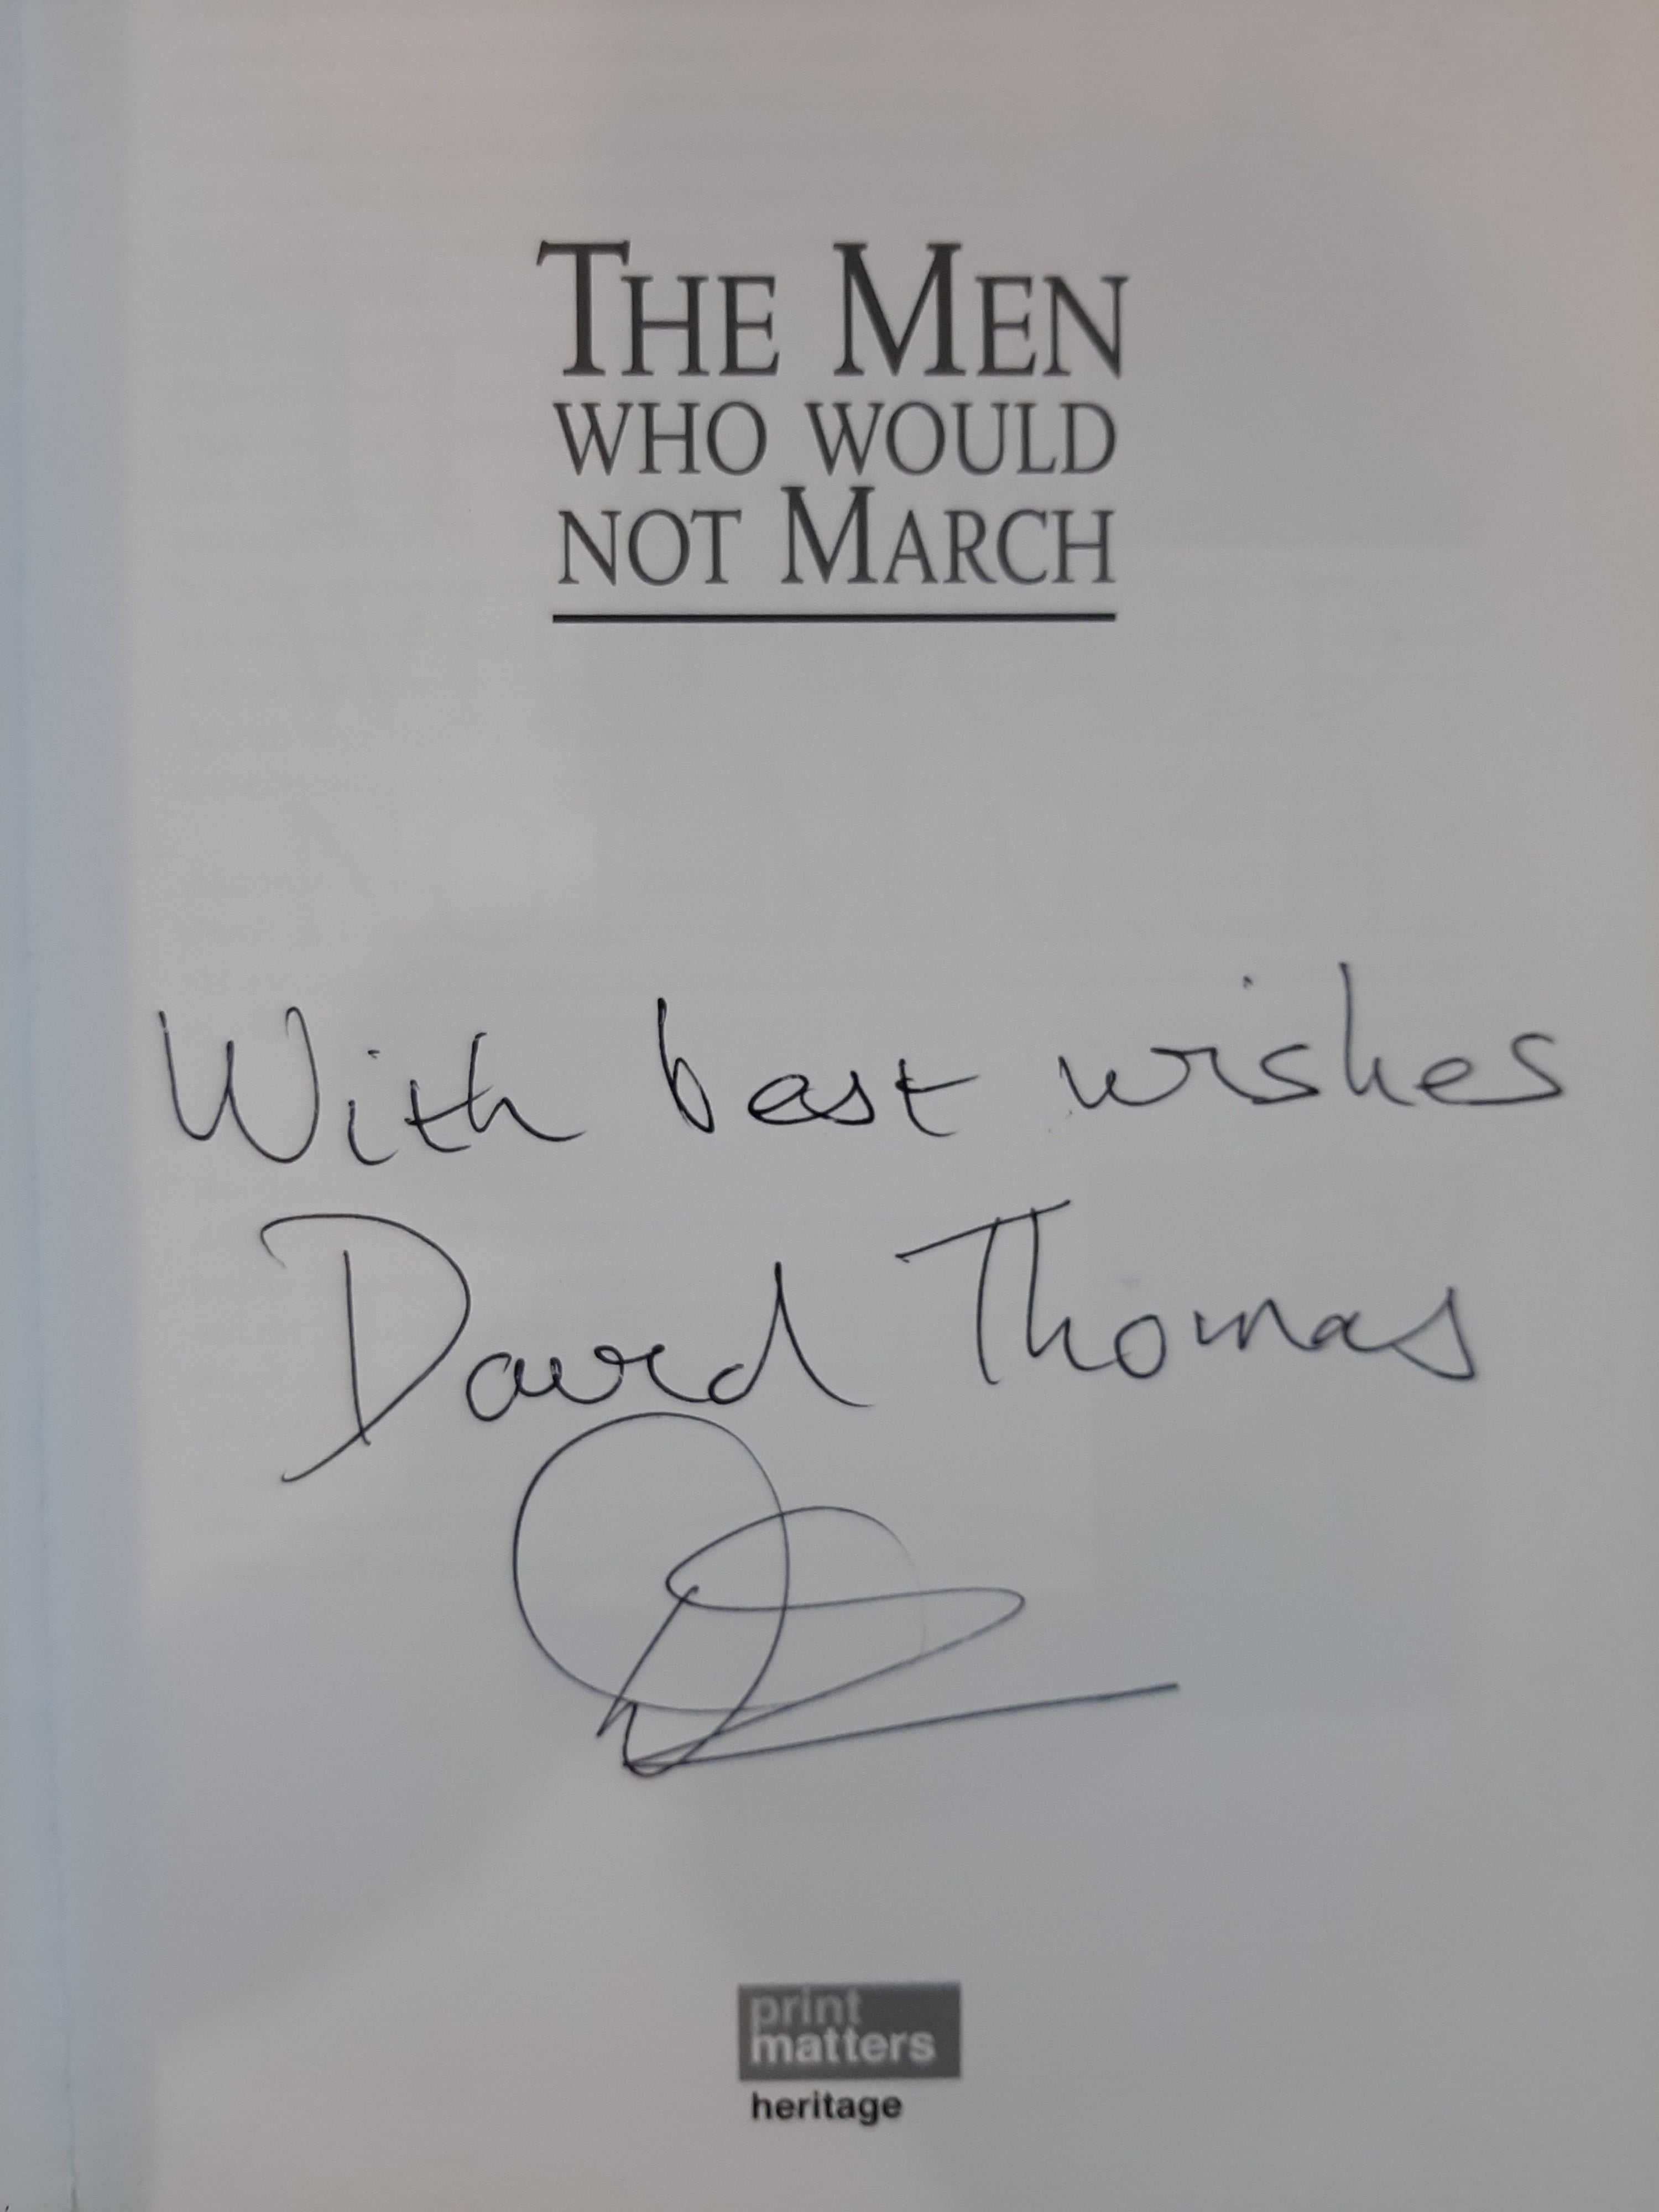 THE MEN
WHO WOULD
NOT MARCH
With best wishes
David Thomas
print
matters
heritage